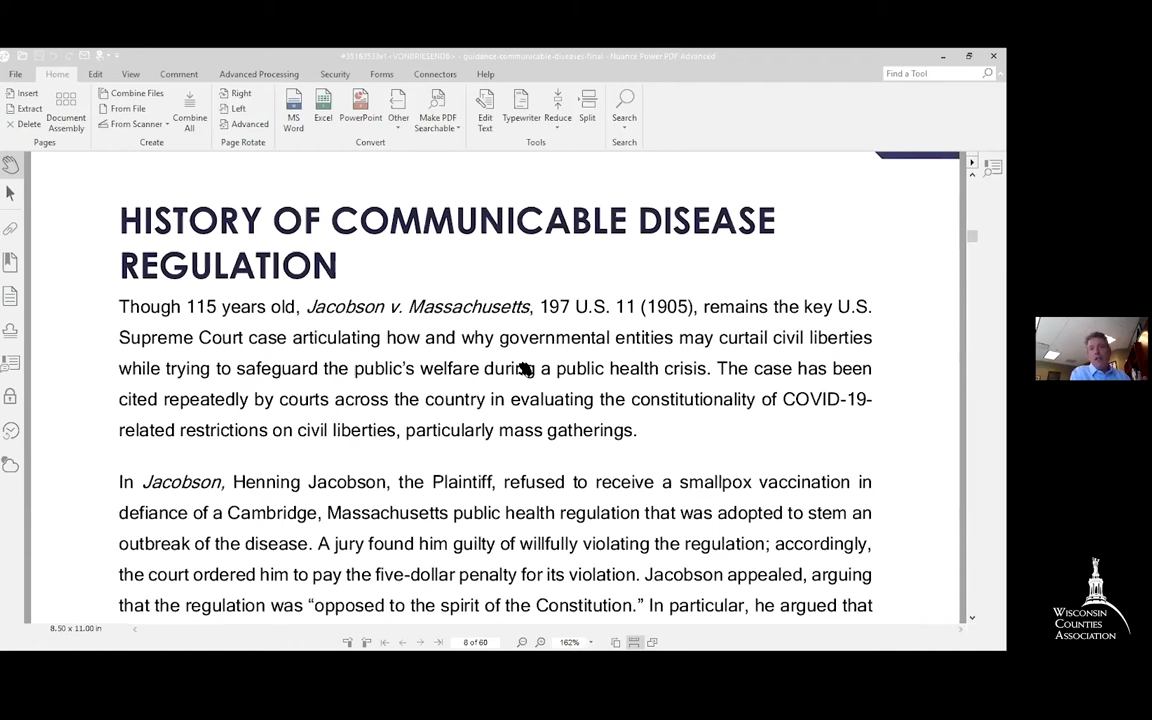 guidance-communicable-diseases-final - Nuance Power PDF Advanced
File Home Edit View Comment Advanced Processing Security Forms Connectors Help
Find a Tool
Insert
Extract
Delete
Document Assembly
Pages
Combine Files
From File
From Scanner
Combine All
Create
Right
Left
Advanced
Page Rotate
MS Word
Excel
PowerPoint
Other
Make PDF Searchable
Convert
Edit Text
Typewriter
Reduce
Split
Tools
Search
Search
HISTORY OF COMMUNICABLE DISEASE
REGULATION
Though 115 years old, Jacobson v. Massachusetts, 197 U.S. 11 (1905), remains the key U.S.
Supreme Court case articulating how and why governmental entities may curtail civil liberties
while trying to safeguard the public's welfare during a public health crisis. The case has been
cited repeatedly by courts across the country in evaluating the constitutionality of COVID-19-
related restrictions on civil liberties, particularly mass gatherings.
In Jacobson, Henning Jacobson, the Plaintiff, refused to receive a smallpox vaccination in
defiance of a Cambridge, Massachusetts public health regulation that was adopted to stem an
outbreak of the disease. A jury found him guilty of willfully violating the regulation; accordingly,
the court ordered him to pay the five-dollar penalty for its violation. Jacobson appealed, arguing
that the regulation was “opposed to the spirit of the Constitution.” In particular, he argued that
8.50 x 11.00 in
8 of 60
162%
WISCONSIN
COUNTIES
ASSOCIATION